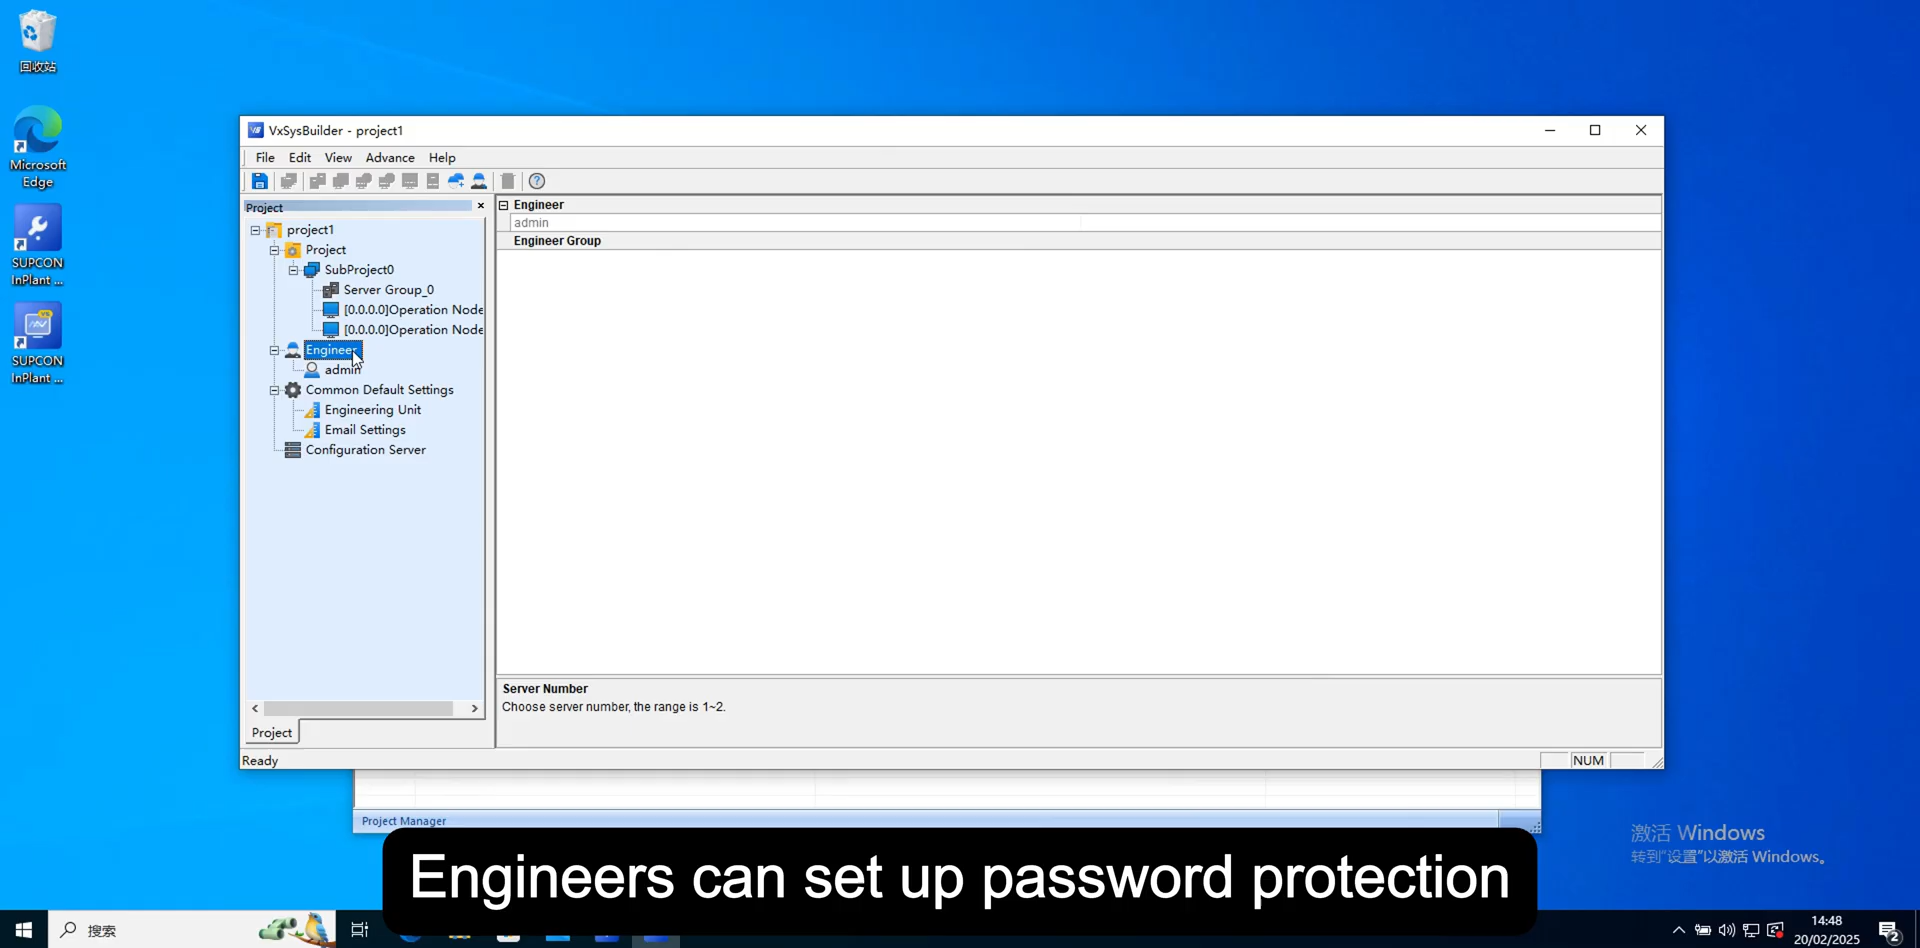 回收站
Microsoft
Edge
SUPCON
InPlant ...
SUPCON
InPlant ...
VxSysBuilder - project1
File Edit View Advance Help
Project
project1
Project
SubProject0
Server Group_0
[0.0.0.0]Operation Node
[0.0.0.0]Operation Node
Engineer
admin
Common Default Settings
Engineering Unit
Email Settings
Configuration Server
Project
Engineer
admin
Engineer Group
Server Number
Choose server number, the range is 1~2.
Ready
NUM
Project Manager
激活 Windows
转到"设置"以激活 Windows。
Engineers can set up password protection
搜索
14:48
20/02/2025
2